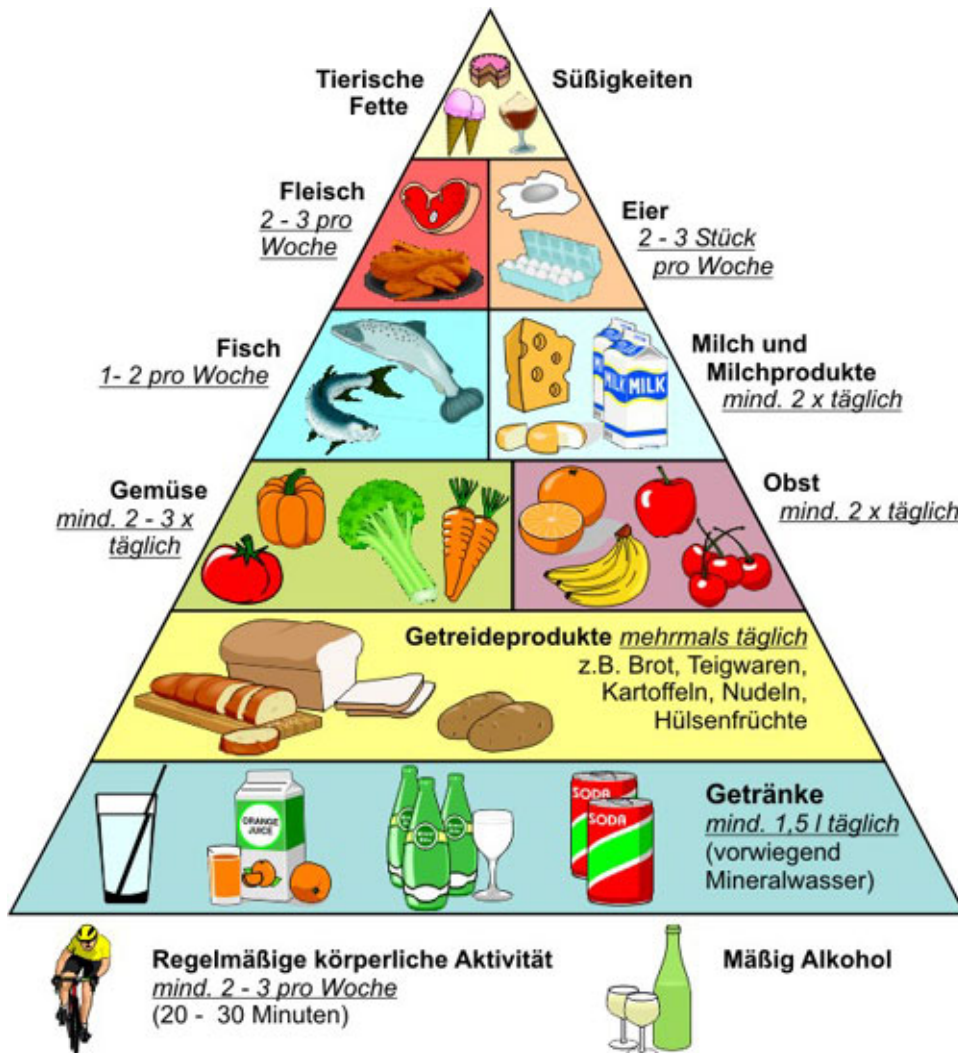 Tierische
Fette
Süßigkeiten
Fleisch
2 - 3 pro
Woche
Eier
2 - 3 Stück
pro Woche
Fisch
1- 2 pro Woche
Milch und
Milchprodukte
mind. 2 x täglich
MILK
MILK
Gemüse
mind. 2 - 3 x
täglich
Obst
mind. 2 x täglich
Getreideprodukte mehrmals täglich
z.B. Brot, Teigwaren,
Kartoffeln, Nudeln,
Hülsenfrüchte
ORANGE
JUICE
SODA
SODA
Getränke
mind. 1,5 l täglich
(vorwiegend
Mineralwasser)
Regelmäßige körperliche Aktivität
mind. 2 - 3 pro Woche
(20 - 30 Minuten)
Mäßig Alkohol